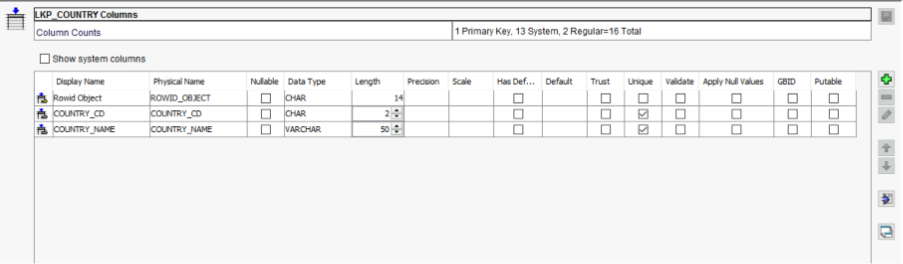 LKP_COUNTRY Columns
Column Counts 1 Primary Key, 13 System, 2 Regular=16 Total
Show system columns
Display Name Physical Name Nullable Data Type Length Precision Scale Has Def... Default Trust Unique Validate Apply Null Values GBID Putable
Rowid Object ROWID_OBJECT CHAR 14
COUNTRY_CD COUNTRY_CD CHAR 2
COUNTRY_NAME COUNTRY_NAME VARCHAR 50